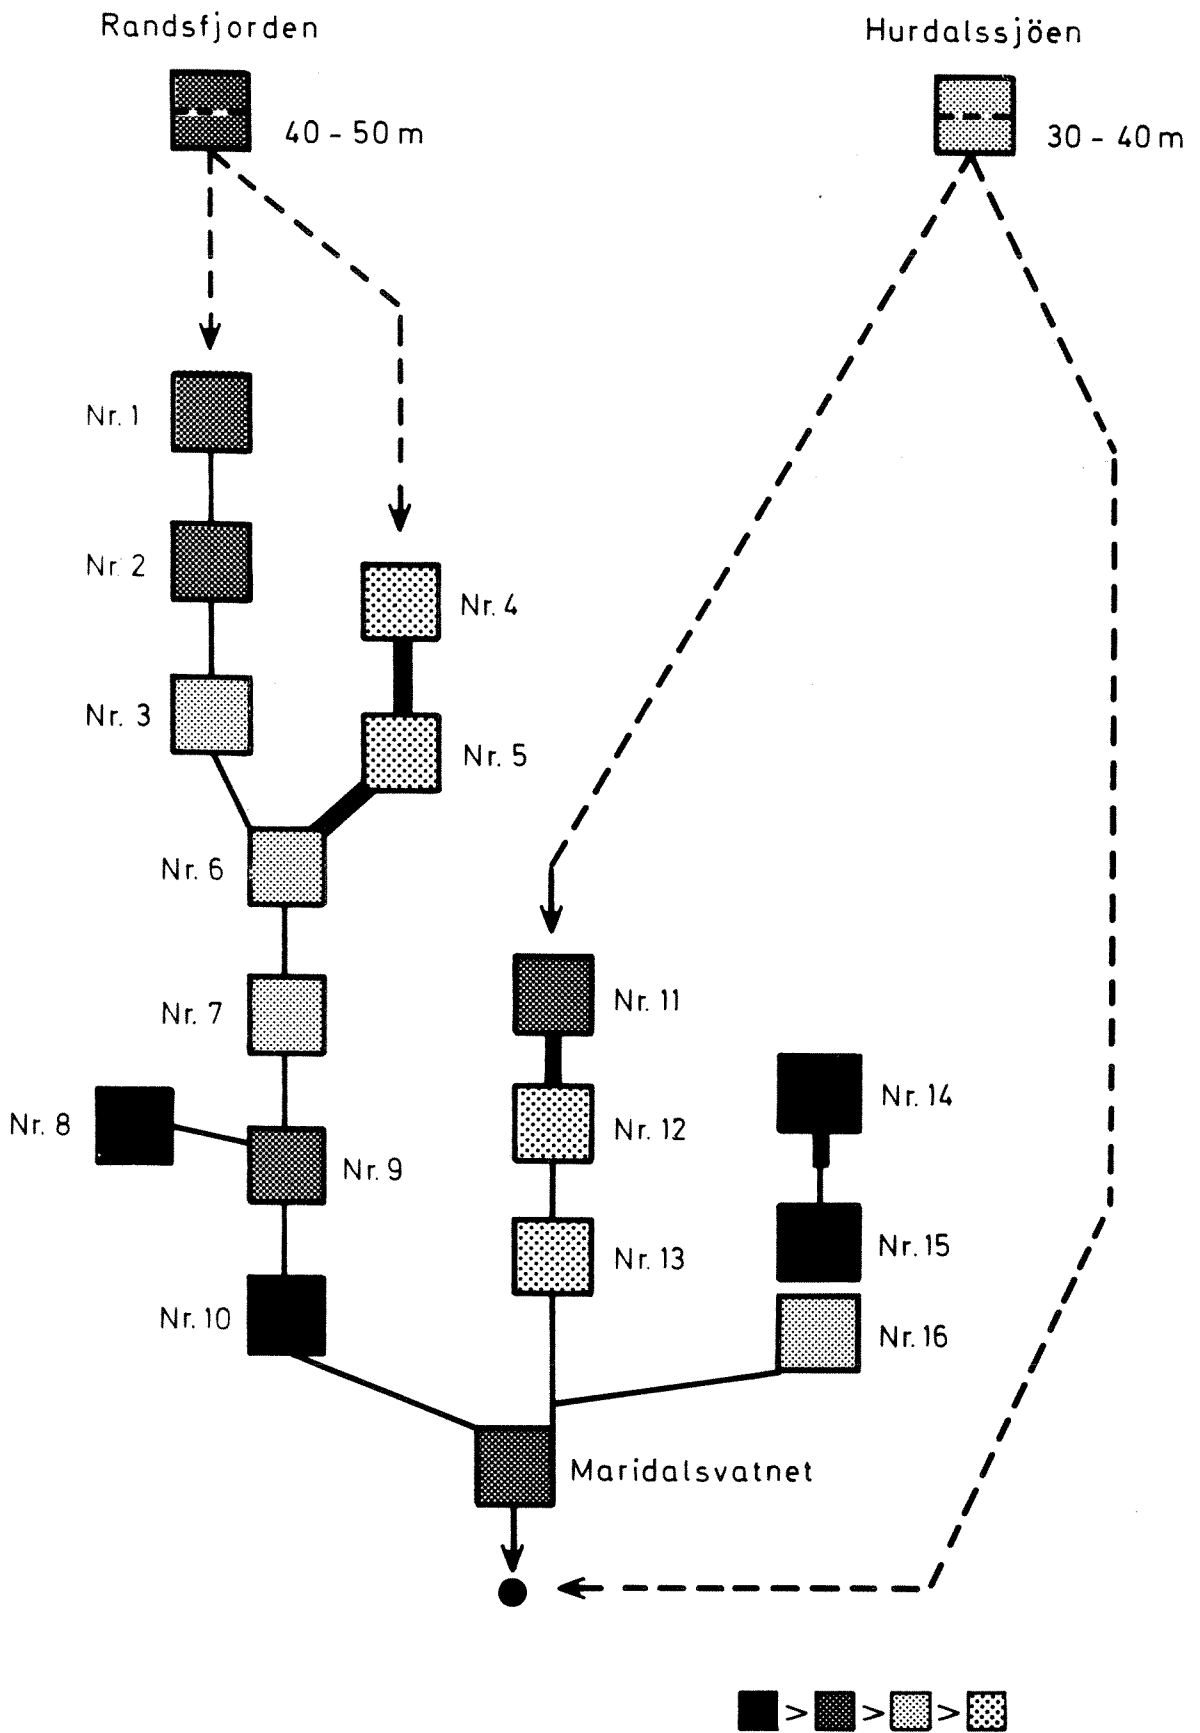 Randsfjorden
Hurdalssjöen
40 - 50 m
30 - 40 m
Nr. 1
Nr. 2
Nr. 4
Nr. 3
Nr. 5
Nr. 6
Nr. 11
Nr. 7
Nr. 14
Nr. 8
Nr. 12
Nr. 9
Nr. 15
Nr. 13
Nr. 10
Nr. 16
Maridalsvatnet
> > >